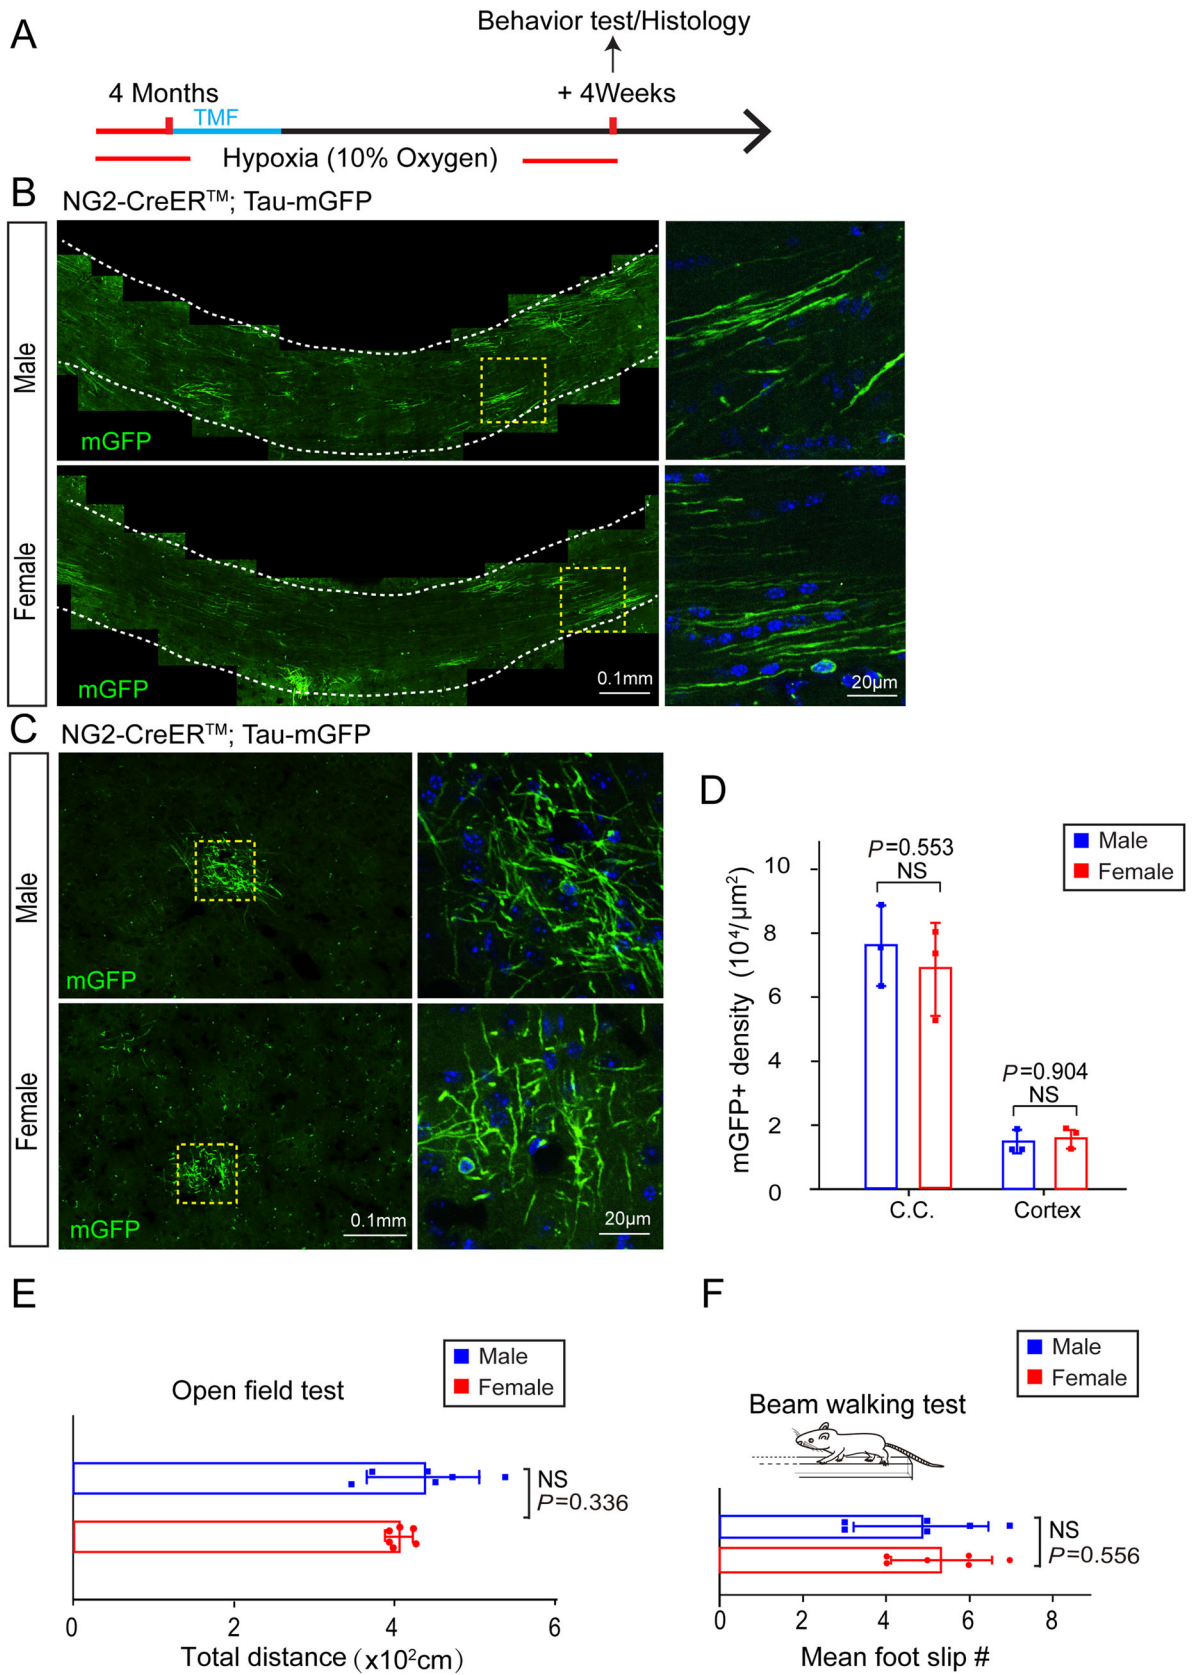 A
Behavior test/Histology
4 Months
+ 4Weeks
TMF
Hypoxia (10% Oxygen)
B
NG2-CreER™; Tau-mGFP
Male
mGFP
Female
mGFP
0.1mm
20μm
C
NG2-CreER™; Tau-mGFP
Male
mGFP
Female
mGFP
0.1mm
20μm
D
Male
Female
mGFP+ density (10⁴/μm²)
10
8
6
4
2
0
P=0.553
NS
P=0.904
NS
C.C.
Cortex
E
Male
Female
Open field test
NS
P=0.336
0
2
4
6
Total distance (x10²cm)
F
Male
Female
Beam walking test
NS
P=0.556
0
2
4
6
8
Mean foot slip #